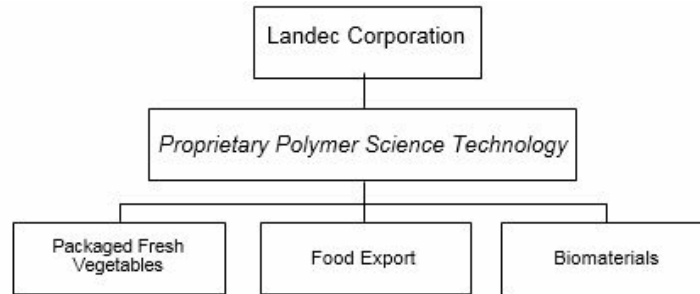 Landec Corporation
Proprietary Polymer Science Technology
Packaged Fresh
Vegetables
Food Export
Biomaterials